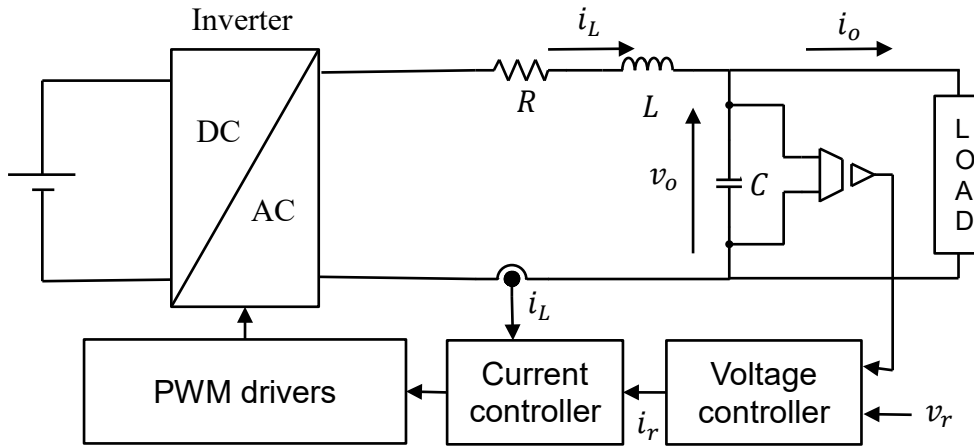 Inverter
i_L
i_o
R
L
DC
AC
v_o
C
L
O
A
D
i_L
PWM drivers
Current
controller
i_r
Voltage
controller
v_r